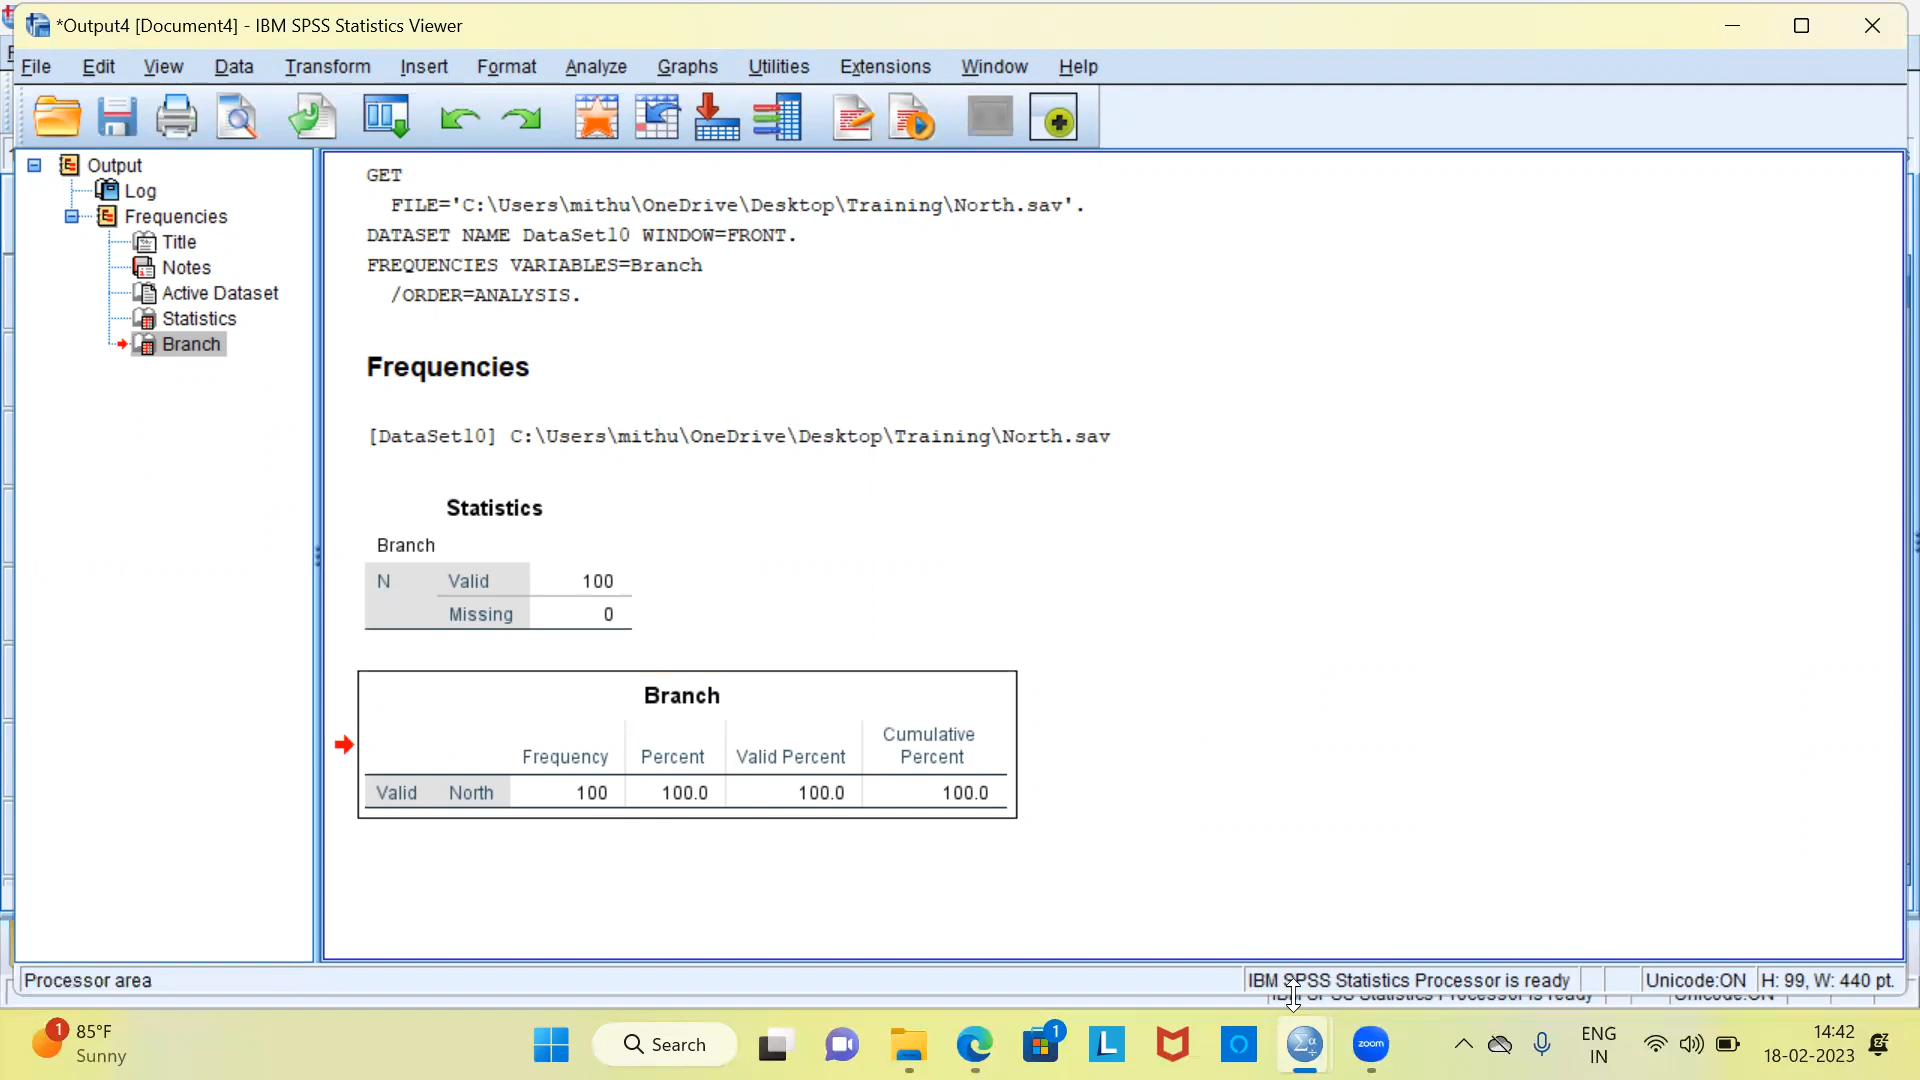 *Output4 [Document4] - IBM SPSS Statistics Viewer
File Edit View Data Transform Insert Format Analyze Graphs Utilities Extensions Window Help
Output
Log
Frequencies
Title
Notes
Active Dataset
Statistics
Branch
GET
FILE='C:\Users\mithu\OneDrive\Desktop\Training\North.sav'.
DATASET NAME DataSet10 WINDOW=FRONT.
FREQUENCIES VARIABLES=Branch
/ORDER=ANALYSIS.
Frequencies
[DataSet10] C:\Users\mithu\OneDrive\Desktop\Training\North.sav
Statistics
Branch
N Valid 100
Missing 0
Branch
Frequency Percent Valid Percent Cumulative Percent
Valid North 100 100.0 100.0 100.0
Processor area
IBM SPSS Statistics Processor is ready Unicode:ON H: 99, W: 440 pt.
1 85°F
Sunny
Search
1
L
zoom
ENG
IN
14:42
18-02-2023